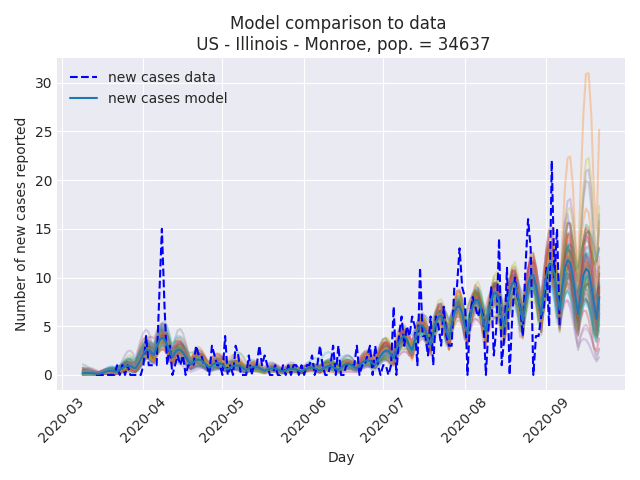 Model comparison to data
US - Illinois - Monroe, pop. = 34637
new cases data
new cases model
Number of new cases reported
30
25
20
15
10
5
0
2020-03
2020-04
2020-05
2020-06
2020-07
2020-08
2020-09
Day